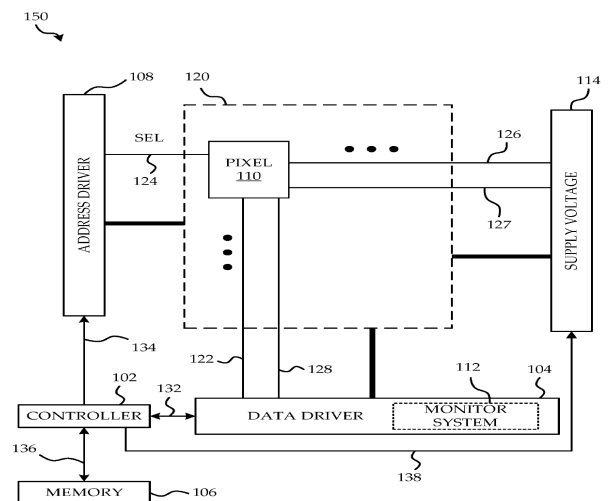 150
108
120
114
SEL
124
PIXEL
110
126
127
ADDRESS DRIVER
SUPPLY VOLTAGE
134
122
128
112
104
102
132
CONTROLLER
DATA DRIVER
MONITOR
SYSTEM
136
138
MEMORY
106